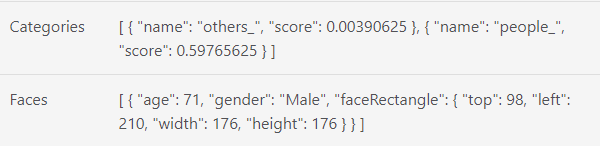 Categories [ { "name": "others_", "score": 0.00390625 }, { "name": "people_",
"score": 0.59765625 } ]
Faces [ { "age": 71, "gender": "Male", "faceRectangle": { "top": 98, "left":
210, "width": 176, "height": 176 } } ]